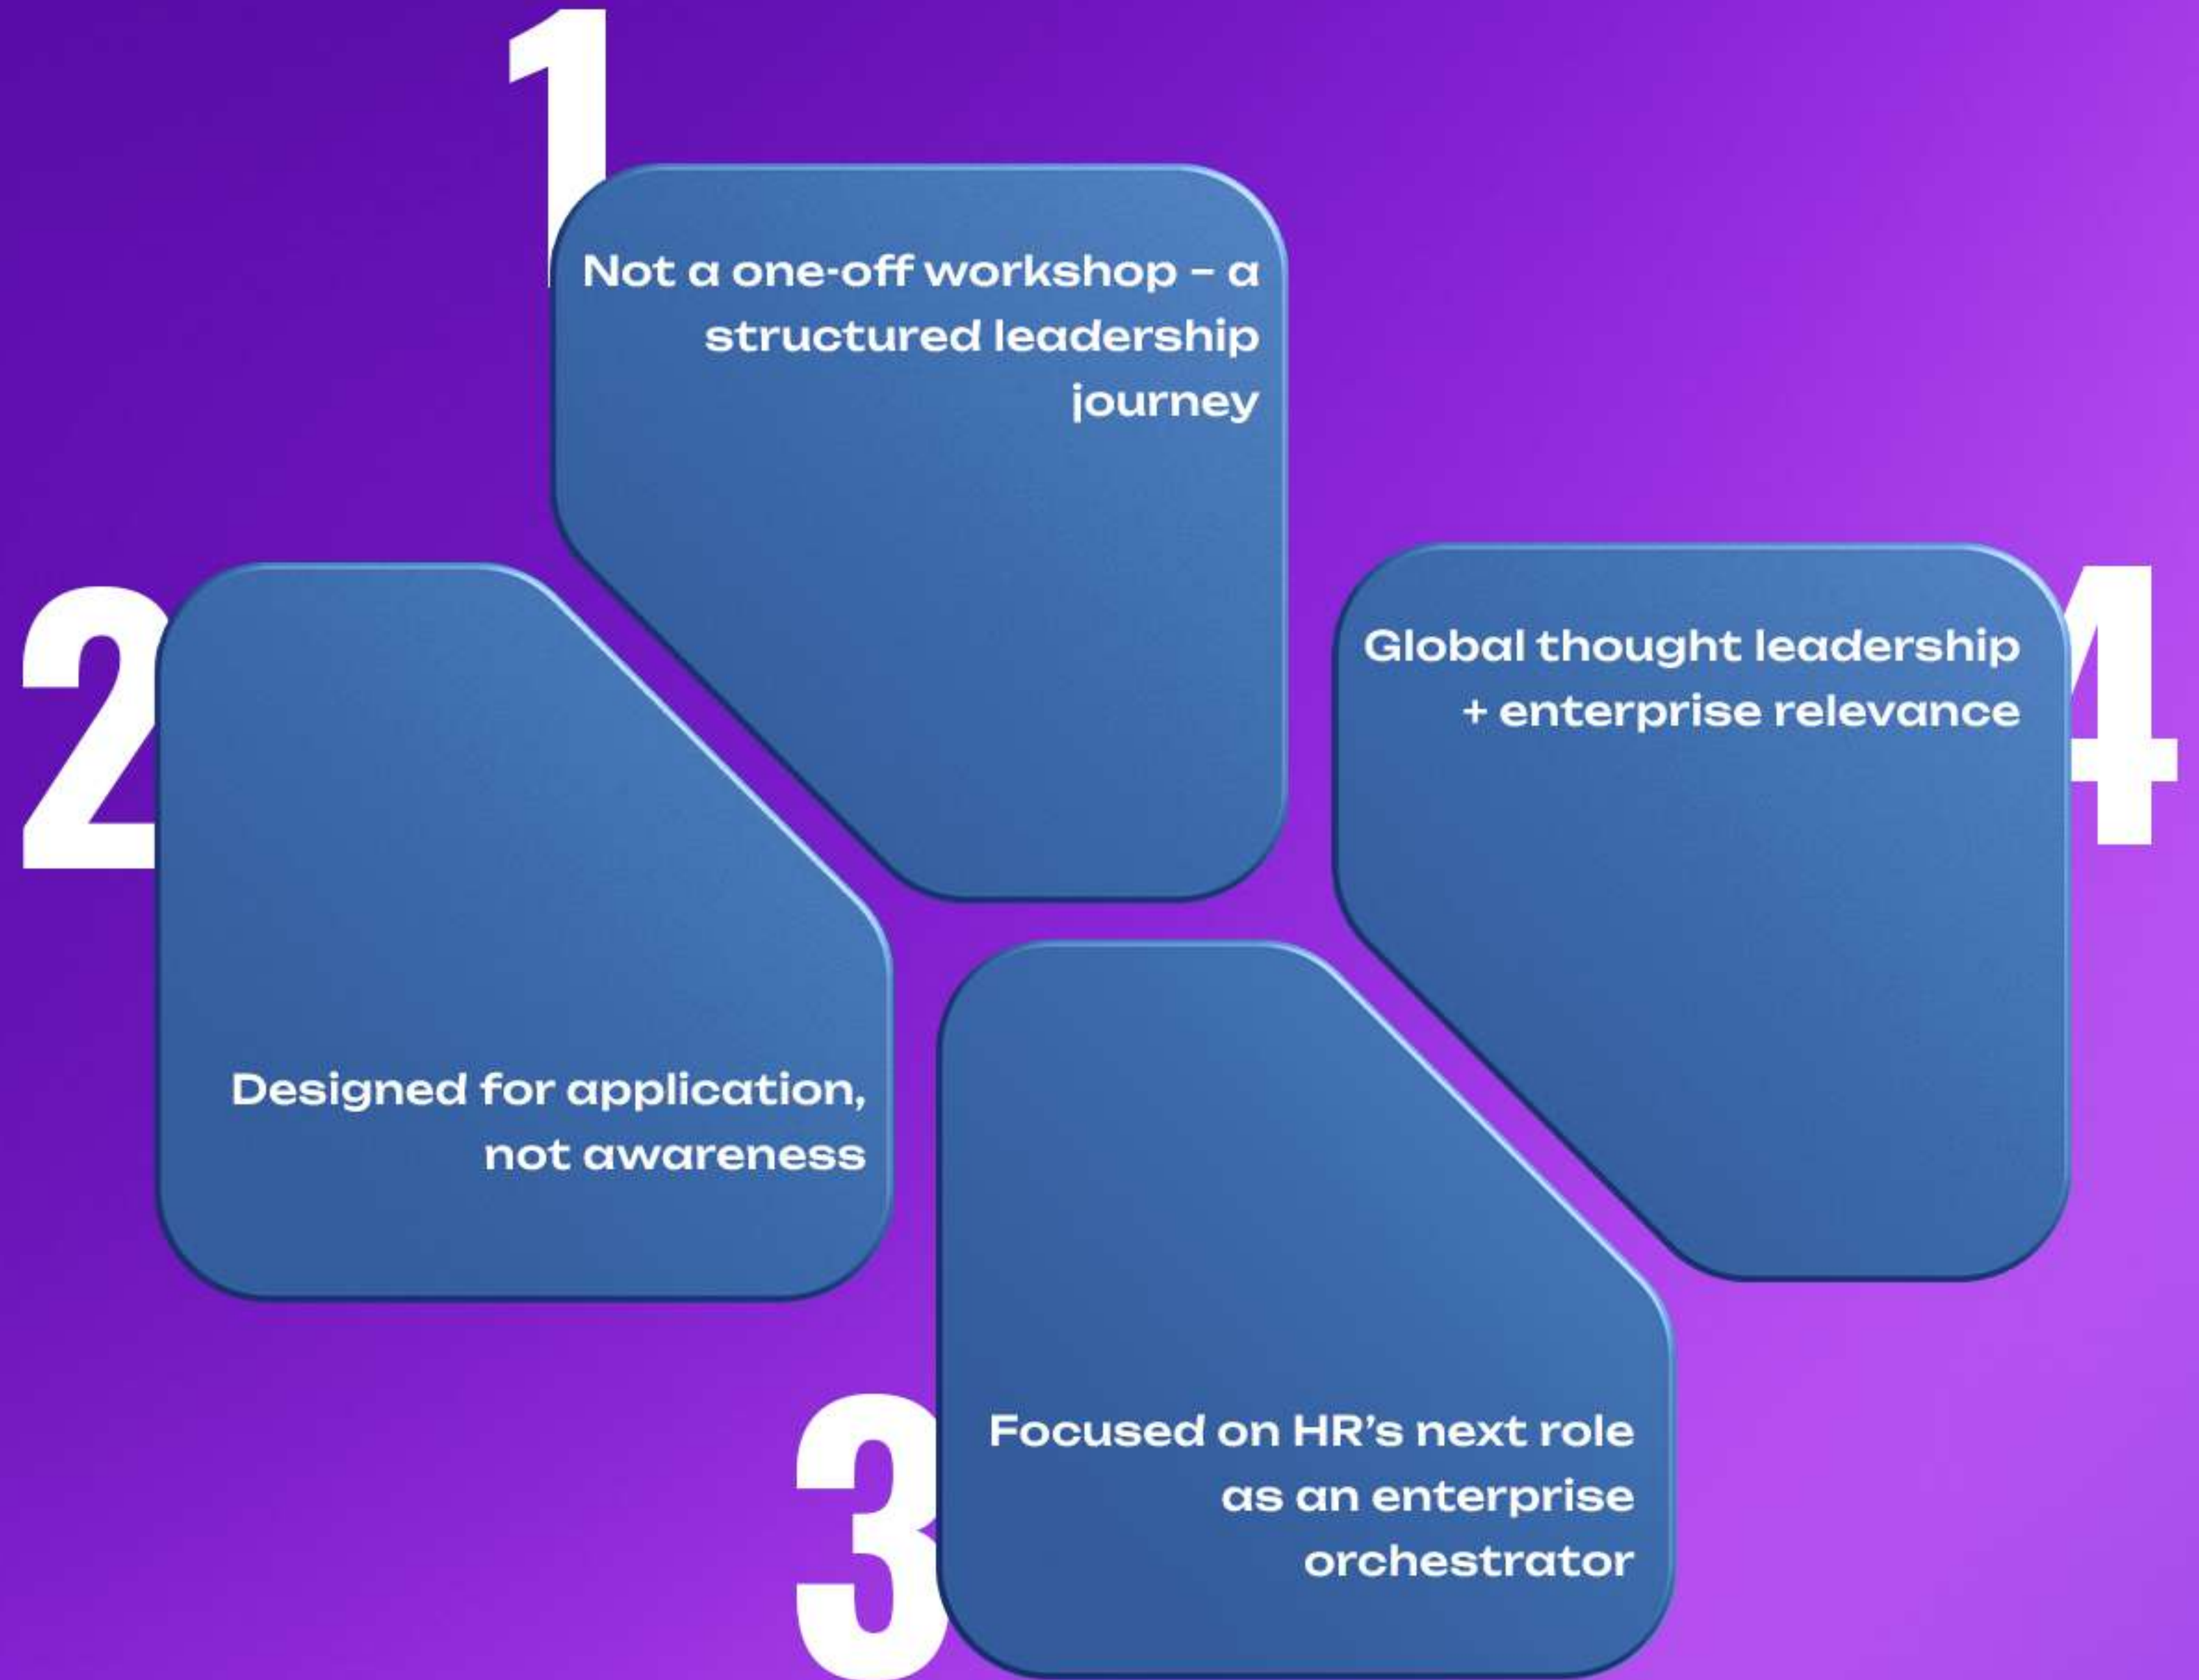 1
Not a one-off workshop – a
structured leadership
journey
2
Designed for application,
not awareness
3
Focused on HR’s next role
as an enterprise
orchestrator
4
Global thought leadership
+ enterprise relevance